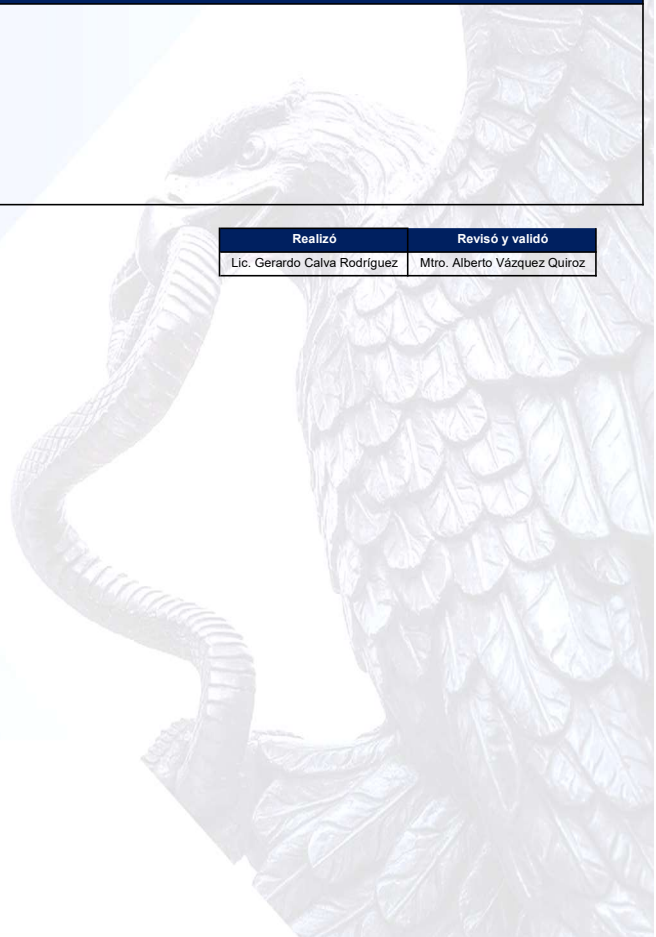 Realizó Revisó y validó
Lic. Gerardo Calva Rodríguez Mtro. Alberto Vázquez Quiroz